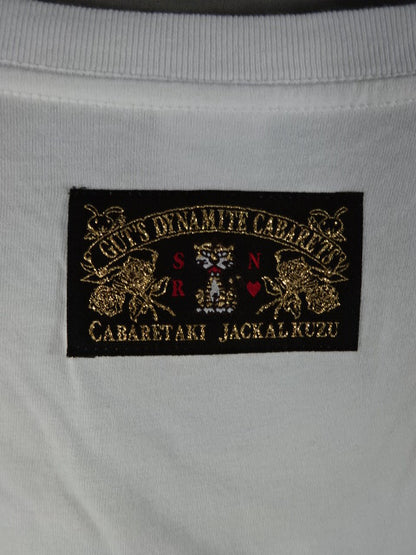 GUT'S DYNAMITE CABARETS
S N
R ♥
CABARETAKI JACKAL KUZU